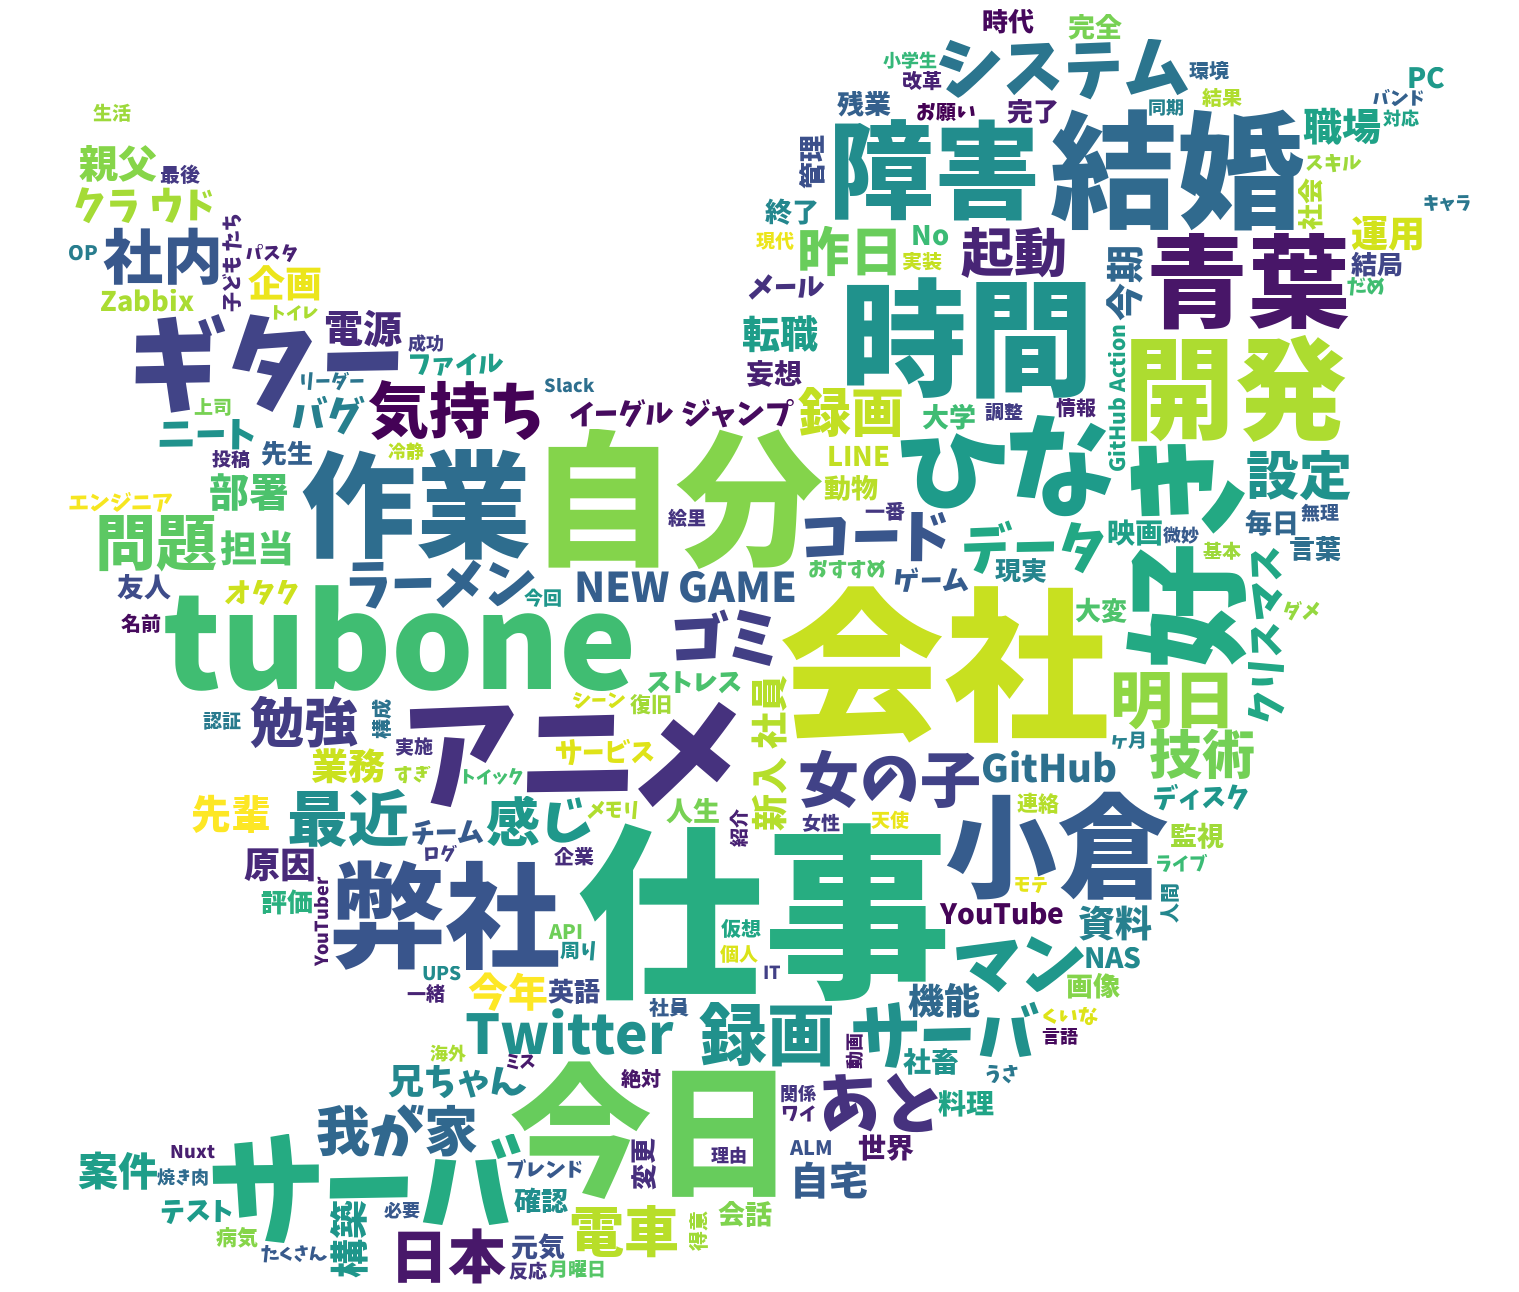 時代
完全
小学生
システム
改革
環境
PC
残業
お願い
完了
同期
結果
バンド
生活
障害
結婚
職場
対応
親父
最後
管理
スキル
クラウド
終了
社会
キャラ
OP
社内
子どもたち
パスタ
現代
昨日
No
実装
起動
今期
青葉
運用
結局
Zabbix
企画
トイレ
メール
時間
だめ
ギター
電源
成功
転職
GitHub Action
開発
ファイル
リーダー
Slack
妄想
上司
バグ
気持ち
イーグル
ジャンプ
録画
大学
調整
情報
ニート
投稿
先生
冷静
自分
LINE
ひな
好き
設定
エンジニア
部署
作業
動物
問題
担当
絵里
コード
一番
データ
映画
微妙
毎日
無理
基本
言葉
友人
オタク
ラーメン
今回
NEW GAME
おすすめ
ゲーム
現実
クリスマス
名前
tubone
ゴミ
会社
大変
ダメ
ストレス
明日
認証
勉強
構成
アニメ
シーン
復旧
新入社員
実施
サービス
女の子
GitHub
ヶ月
技術
業務
すぎ
トイック
ディスク
先輩
最近
チーム
感じ
メモリ
人生
紹介
女性
天使
小倉
連絡
監視
原因
ログ
企業
仕事
モテ
ライブ
評価
YouTuber
弊社
API
周り
仮想
個人
IT
YouTube
資料
人間
UPS
一緒
今年
英語
社員
マン
NAS
機能
画像
Twitter
録画
動画
サーバ
くいな
言語
海外
ミス
社畜
うさ
兄ちゃん
今日
絶対
関係
ワイ
あと
料理
我が家
Nuxt
案件
焼き肉
サーバ
ブレンド
変更
理由
ALM
世界
自宅
テスト
構築
必要
確認
病気
たくさん
日本
元気
反応
月曜日
電車
得意
会話